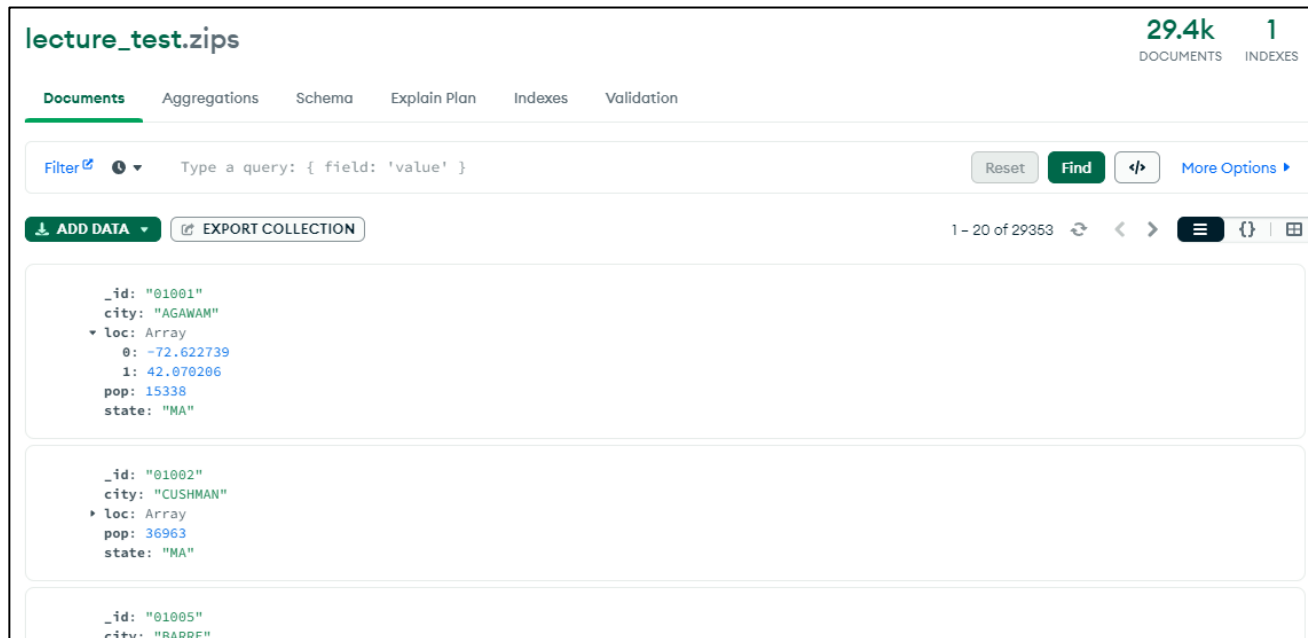 lecture_test.zips
29.4k 1
DOCUMENTS INDEXES
Documents Aggregations Schema Explain Plan Indexes Validation
Filter Type a query: { field: 'value' } Reset Find </> More Options
ADD DATA EXPORT COLLECTION 1 – 20 of 29353 {}
_id: "01001"
city: "AGAWAM"
loc: Array
0: -72.622739
1: 42.070206
pop: 15338
state: "MA"
_id: "01002"
city: "CUSHMAN"
loc: Array
pop: 36963
state: "MA"
_id: "01005"
city: "BARRE"